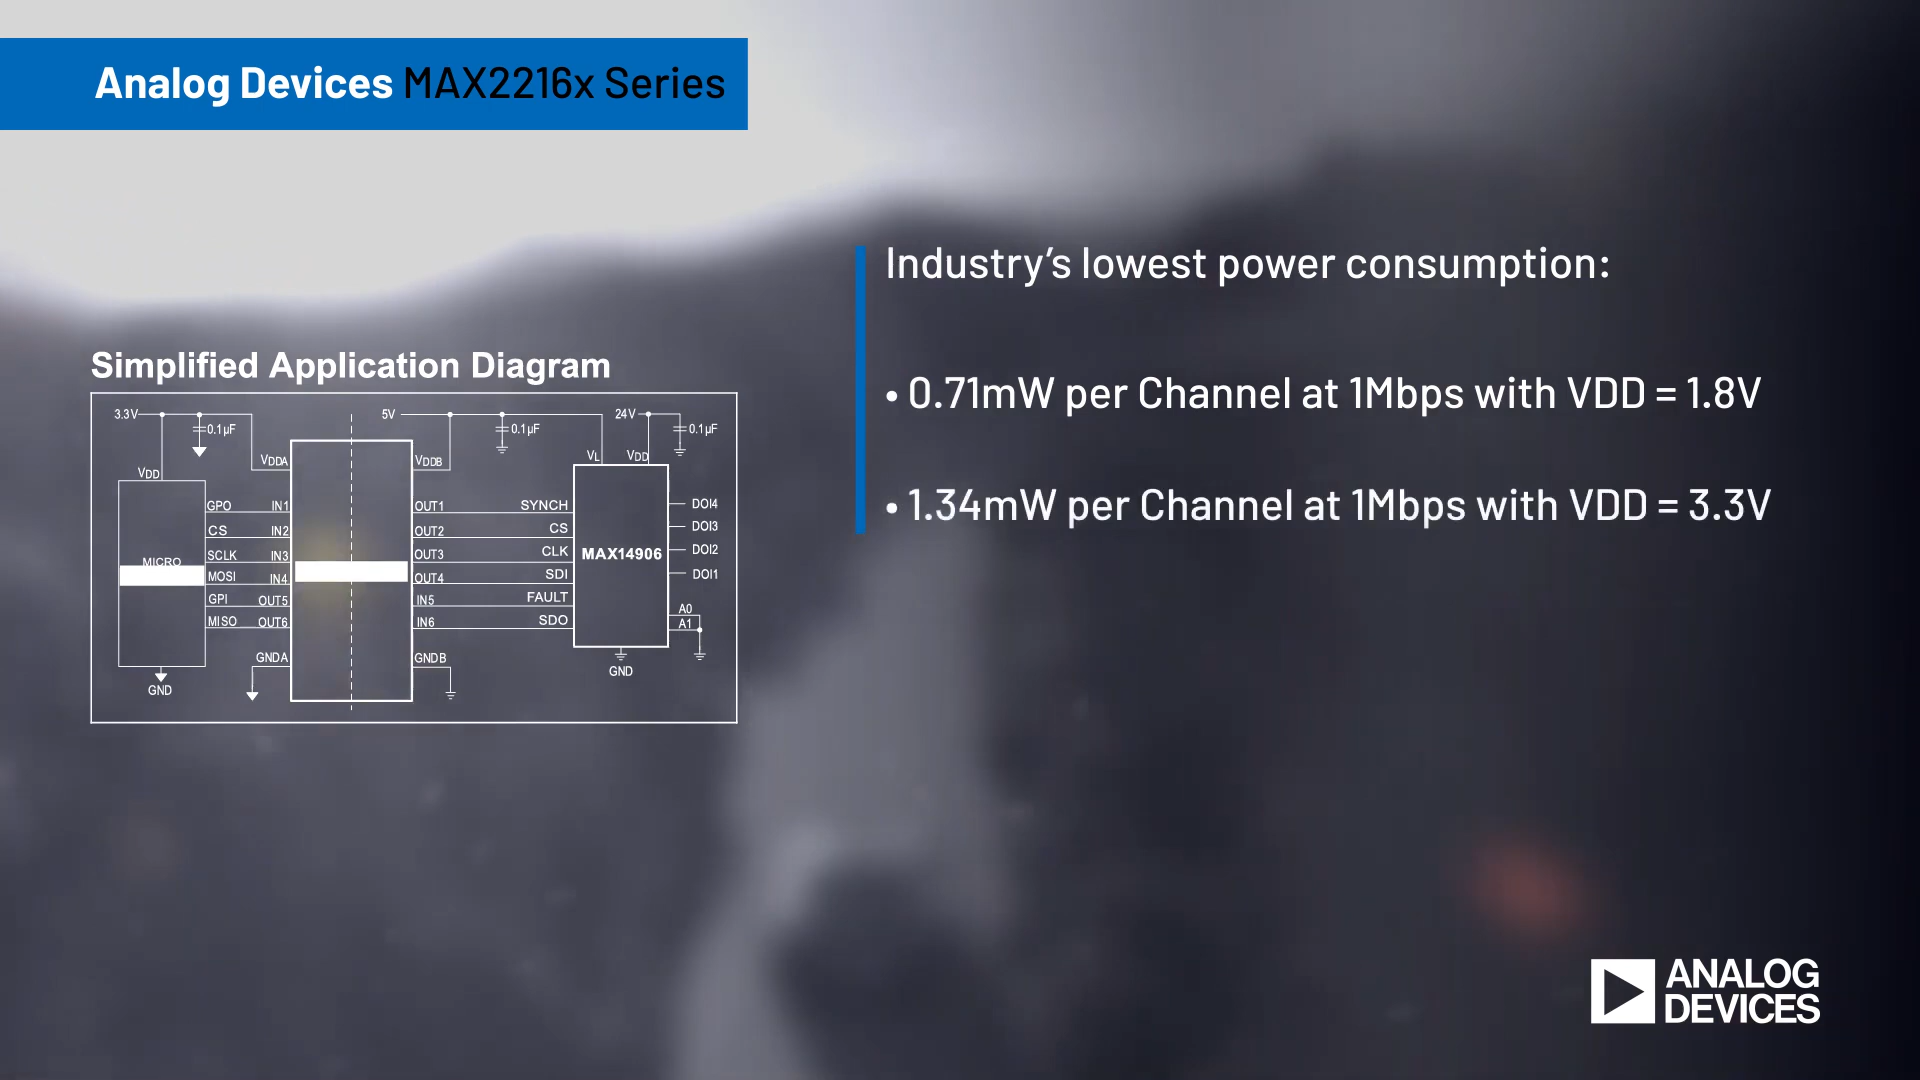 Analog Devices MAX2216x Series
Industry’s lowest power consumption:
• 0.71mW per Channel at 1Mbps with VDD = 1.8V
• 1.34mW per Channel at 1Mbps with VDD = 3.3V
Simplified Application Diagram
3.3V
0.1µF
5V
0.1µF
24V
0.1µF
VDD
VDDA
VDDB
VL
VDD
MICRO
GPO
CS
SCLK
MOSI
GPI
MISO
IN1
IN2
IN3
IN4
OUT5
OUT6
OUT1
OUT2
OUT3
OUT4
IN5
IN6
SYNCH
CS
CLK
SDI
FAULT
SDO
MAX14906
DOI4
DOI3
DOI2
DOI1
A0
A1
GNDA
GNDB
GND
GND
ANALOG
DEVICES